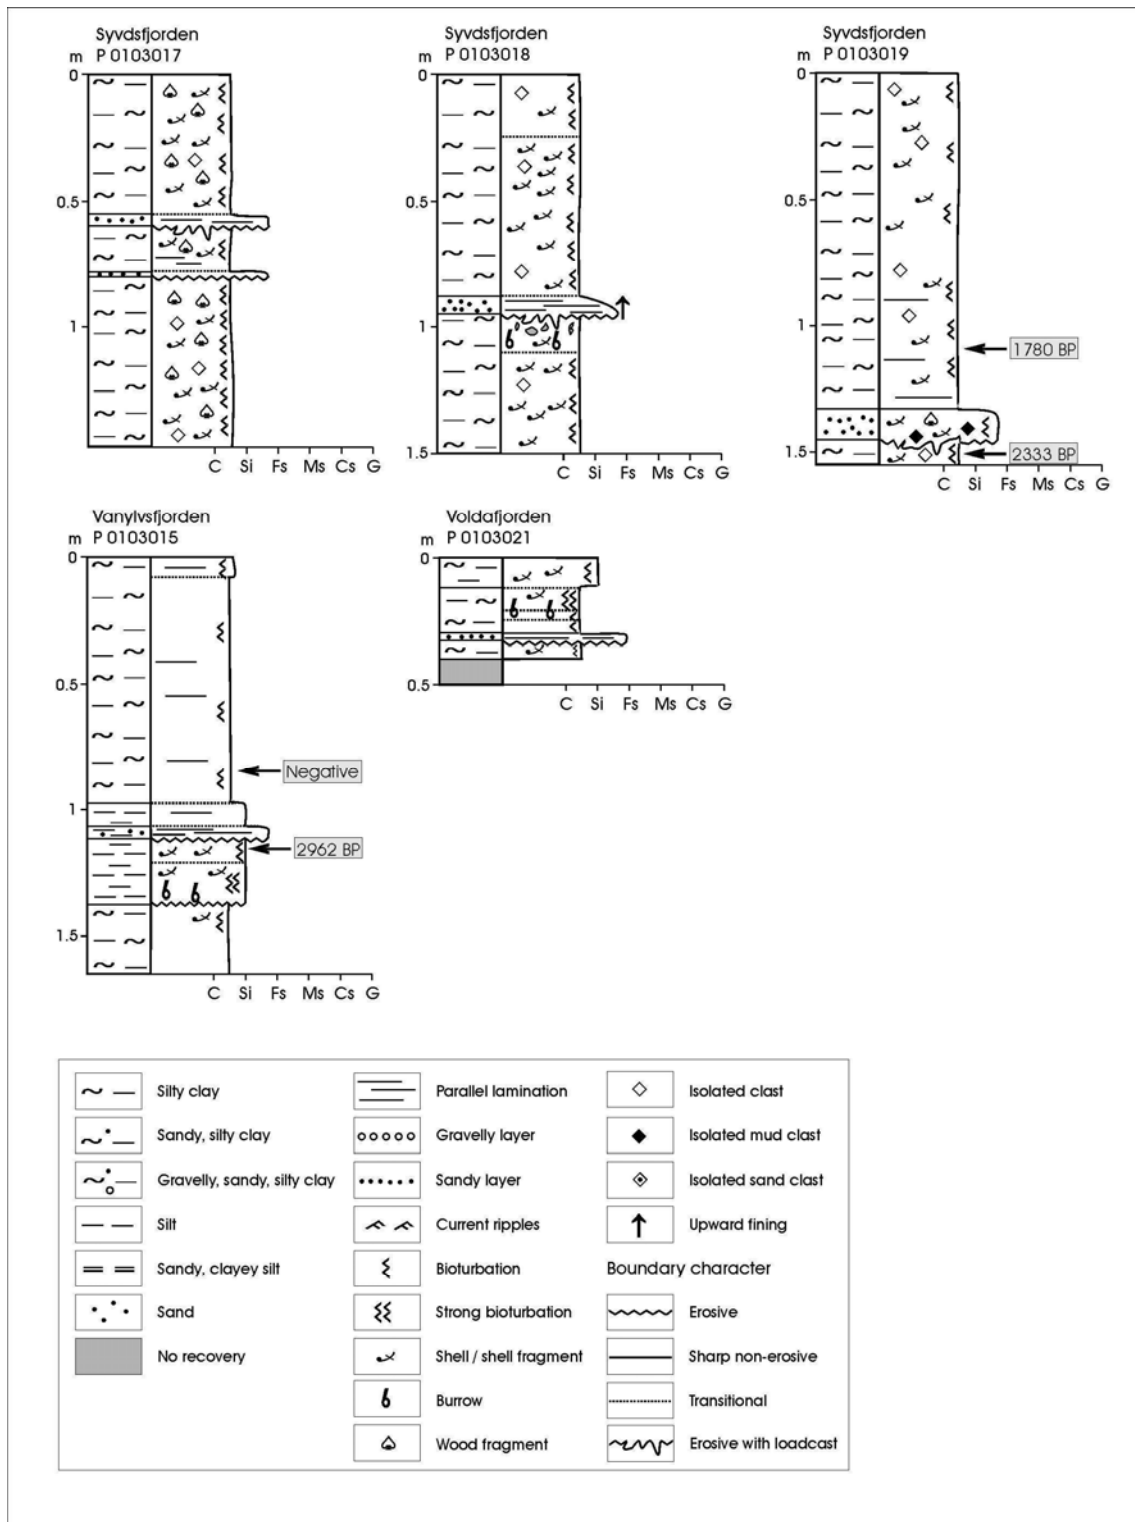 Syvdsfjorden
m P 0103017
0
0.5
1
C Si Fs Ms Cs G
Syvdsfjorden
m P 0103018
0
0.5
1
1.5
C Si Fs Ms Cs G
Syvdsfjorden
m P 0103019
0
0.5
1
1780 BP
1.5
2333 BP
C Si Fs Ms Cs G
Vanylvsfjorden
m P 0103015
0
0.5
Negative
1
2962 BP
1.5
C Si Fs Ms Cs G
Voldafjorden
m P 0103021
0
0.5
C Si Fs Ms Cs G
Silty clay
Sandy, silty clay
Gravelly, sandy, silty clay
Silt
Sandy, clayey silt
Sand
No recovery
Parallel lamination
Gravelly layer
Sandy layer
Current ripples
Bioturbation
Strong bioturbation
Shell / shell fragment
Burrow
Wood fragment
Isolated clast
Isolated mud clast
Isolated sand clast
Upward fining
Boundary character
Erosive
Sharp non-erosive
Transitional
Erosive with loadcast